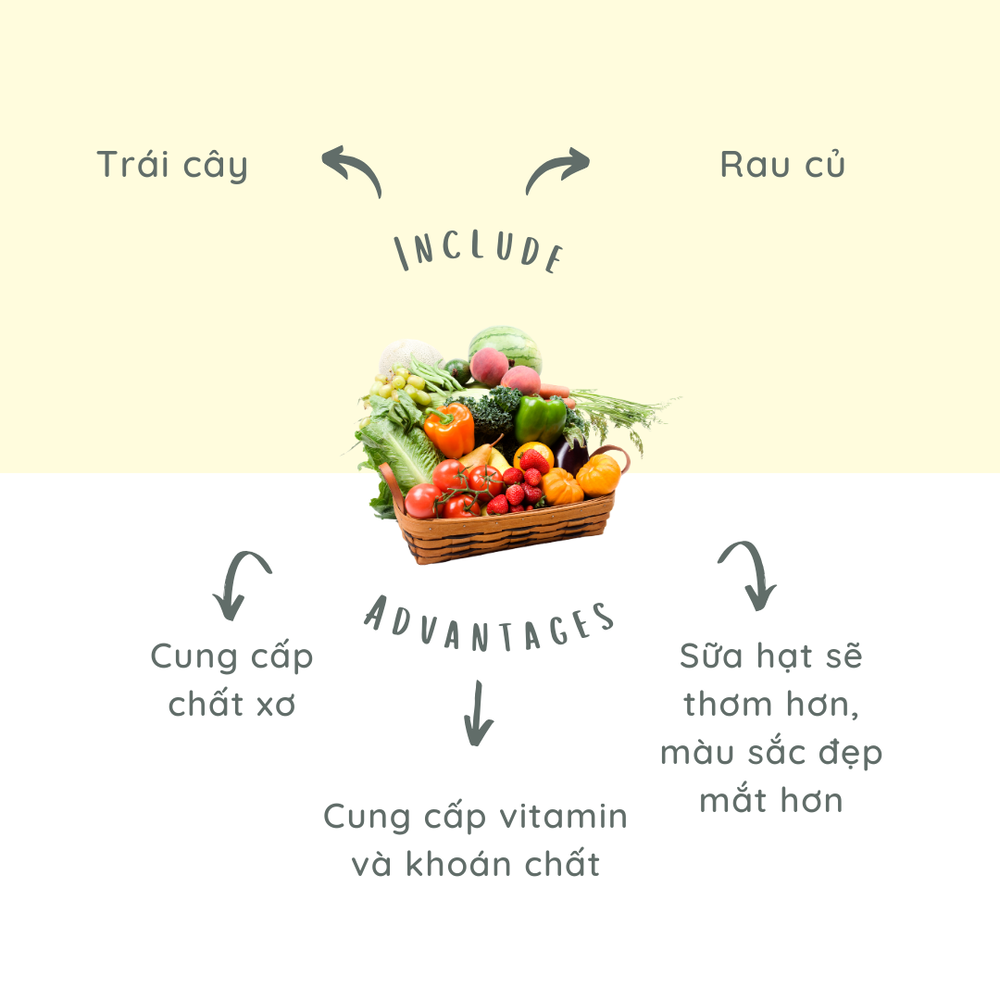 Trái cây
Rau củ
INCLUDE
ADVANTAGES
Cung cấp
chất xơ
Cung cấp vitamin
và khoán chất
Sữa hạt sẽ
thơm hơn,
màu sắc đẹp
mắt hơn